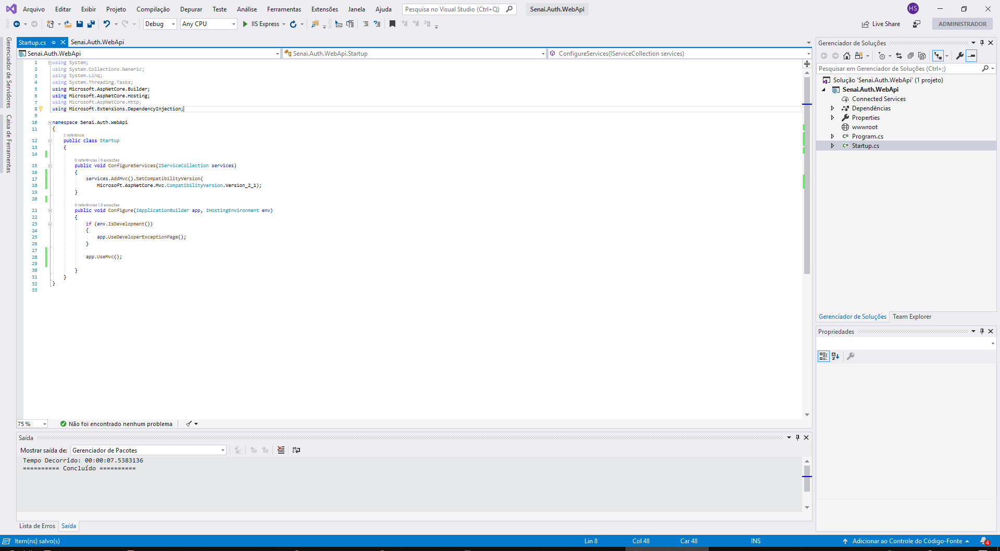 Arquivo Editar Exibir Projeto Compilação Depurar Teste Análise Ferramentas Extensões Janela Ajuda Pesquisa no Visual Studio (Ctrl+Q) Senai.Auth.WebApi HS
Debug Any CPU IIS Express Live Share ADMINISTRADOR
Gerenciador de Servidores
Caixa de Ferramentas
Startup.cs Senai.Auth.WebApi
Senai.Auth.WebApi Senai.Auth.WebApi.Startup ConfigureServices(IServiceCollection services)
1 using System;
2 using System.Collections.Generic;
3 using System.Linq;
4 using System.Threading.Tasks;
5 using Microsoft.AspNetCore.Builder;
6 using Microsoft.AspNetCore.Hosting;
7 using Microsoft.AspNetCore.Http;
8 using Microsoft.Extensions.DependencyInjection;
9
10 namespace Senai.Auth.WebApi
11 {
1 referência
12 public class Startup
13 {
14
0 referências | 0 exceções
15 public void ConfigureServices(IServiceCollection services)
16 {
17 services.AddMvc().SetCompatibilityVersion(
18 Microsoft.AspNetCore.Mvc.CompatibilityVersion.Version_2_1);
19 }
20
0 referências | 0 exceções
21 public void Configure(IApplicationBuilder app, IHostingEnvironment env)
22 {
23 if (env.IsDevelopment())
24 {
25 app.UseDeveloperExceptionPage();
26 }
27
28 app.UseMvc();
29
30 }
31 }
32 }
33
75 % Não foi encontrado nenhum problema
Saída
Mostrar saída de: Gerenciador de Pacotes
Tempo Decorrido: 00:00:07.5383136
========== Concluído ==========
Lista de Erros Saída
Gerenciador de Soluções
Pesquisar em Gerenciador de Soluções (Ctrl+;)
Solução 'Senai.Auth.WebApi' (1 projeto)
Senai.Auth.WebApi
Connected Services
Dependências
Properties
wwwroot
C# Program.cs
C# Startup.cs
Gerenciador de Soluções Team Explorer
Propriedades
Item(ns) salvo(s) Lin 8 Col 48 Car 48 INS Adicionar ao Controle do Código-Fonte 4